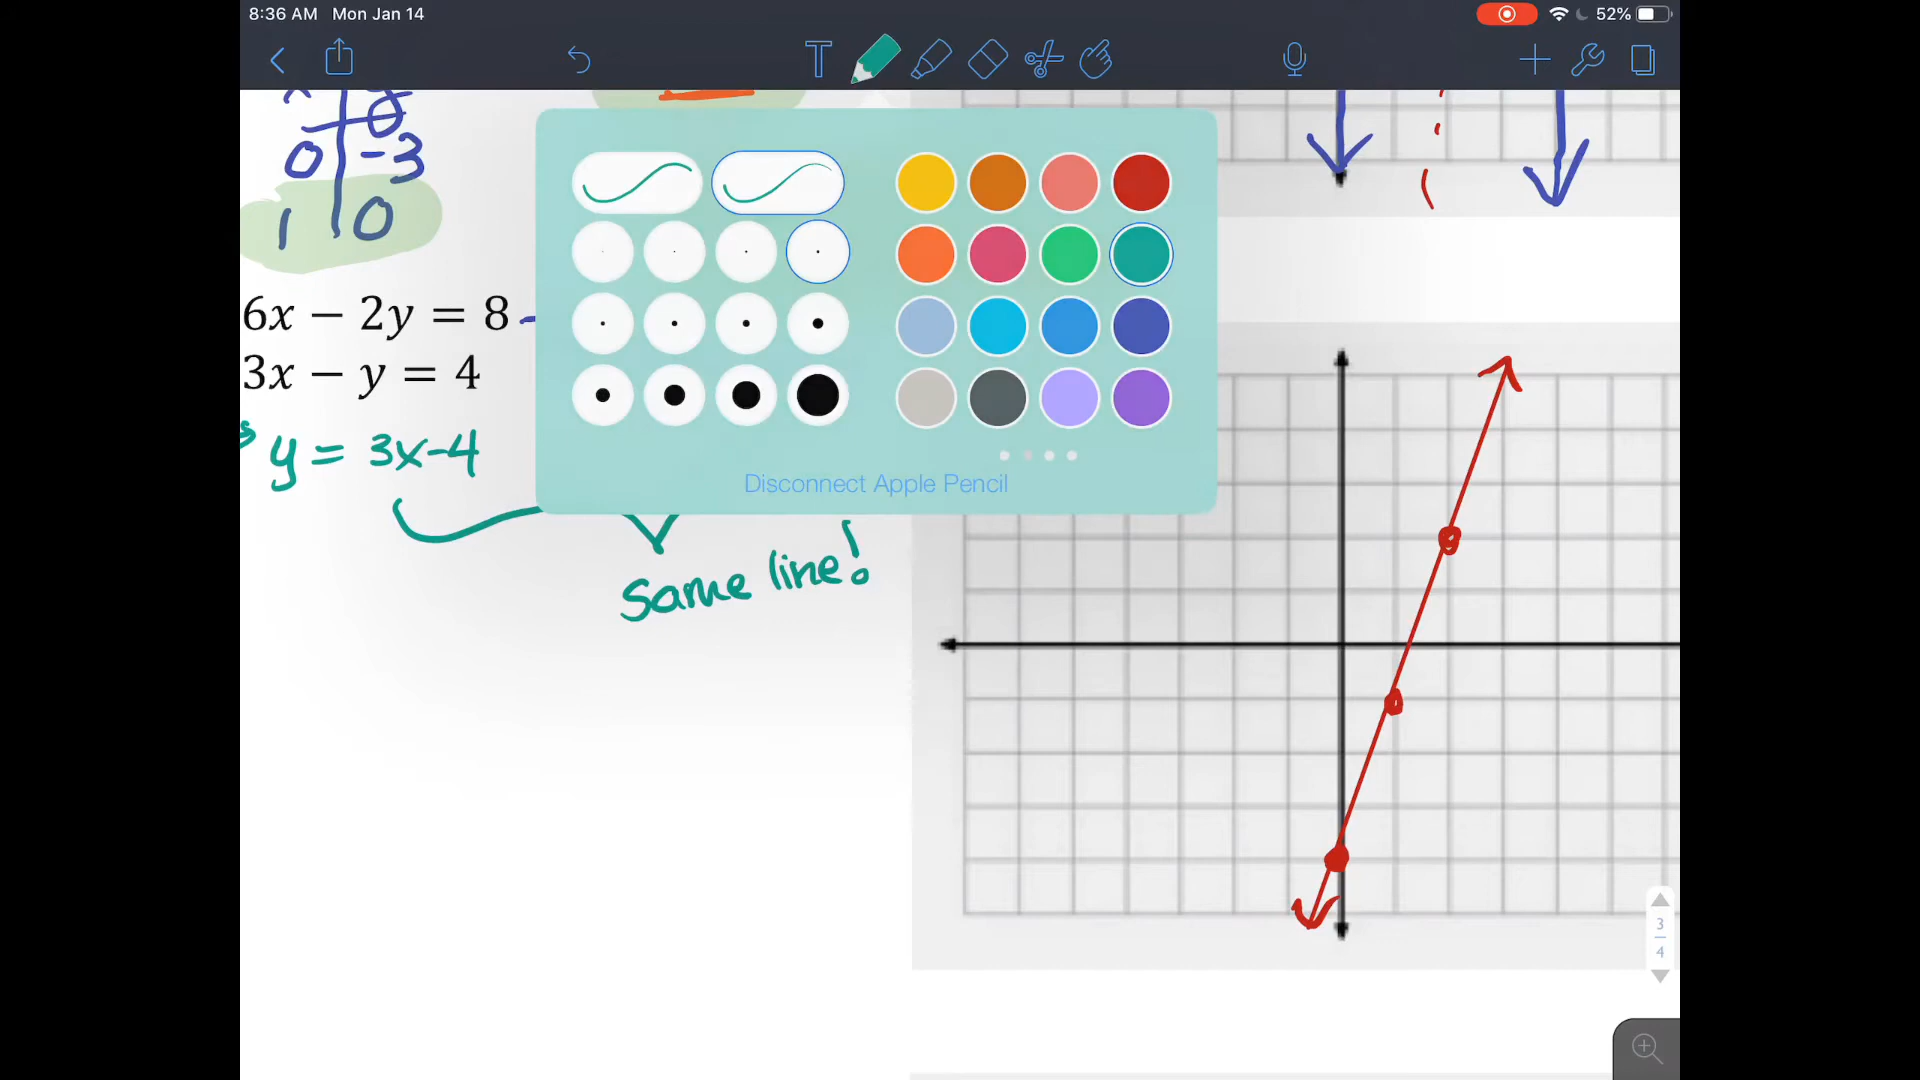 8:36 AM Mon Jan 14
52%
T
0 -3
1 0
6x − 2y = 8
3x − y = 4
y = 3x-4
Disconnect Apple Pencil
Same line!
3
4